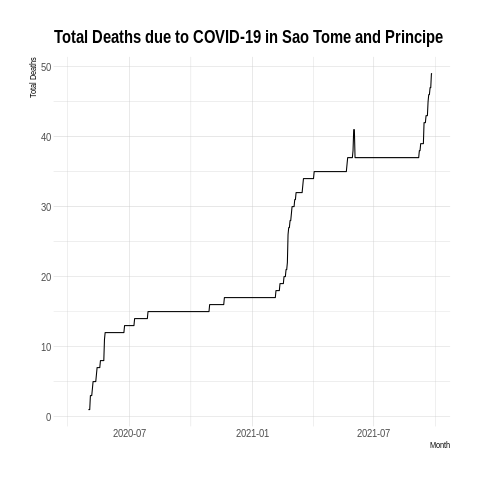 Total Deaths due to COVID-19 in Sao Tome and Principe
Total Deaths
50
40
30
20
10
0
2020-07 2021-01 2021-07
Month